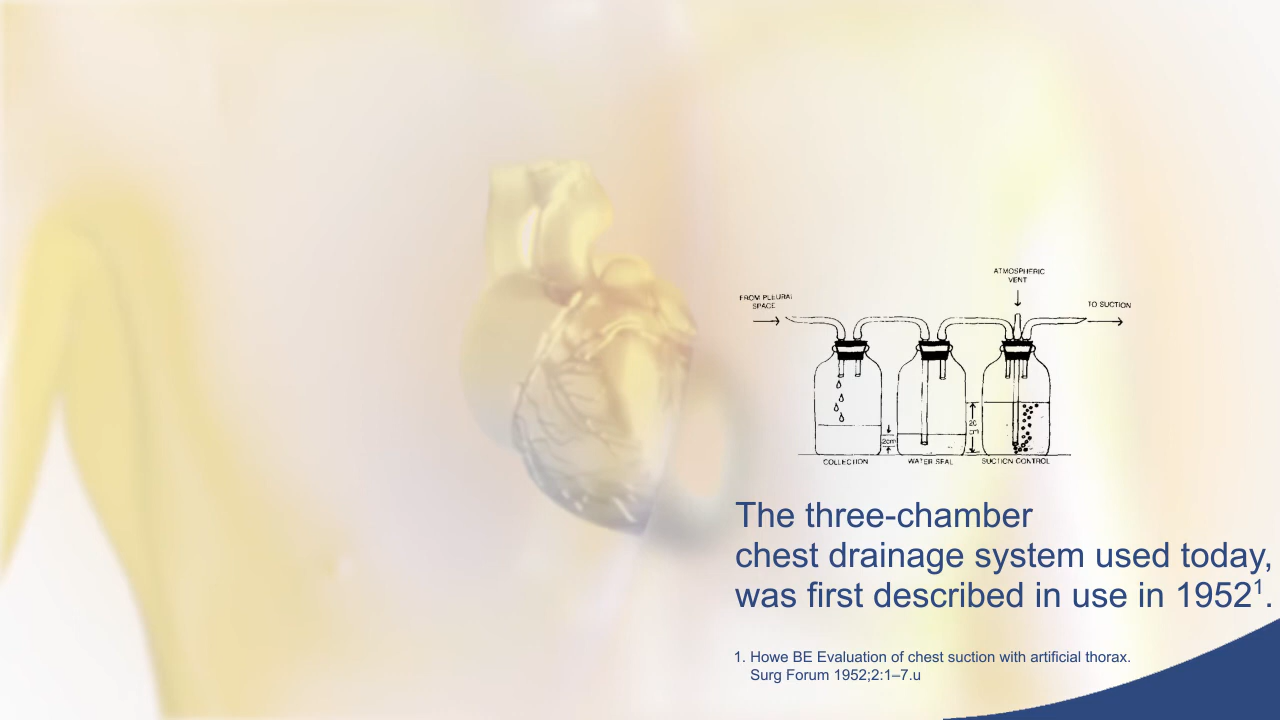 ATMOSPHERIC
VENT
FROM PLEURAL
SPACE
TO SUCTION
20
cm
2cm
COLLECTION
WATER SEAL
SUCTION CONTROL
The three-chamber
chest drainage system used today,
was first described in use in 1952¹.
1. Howe BE Evaluation of chest suction with artificial thorax.
Surg Forum 1952;2:1–7.u